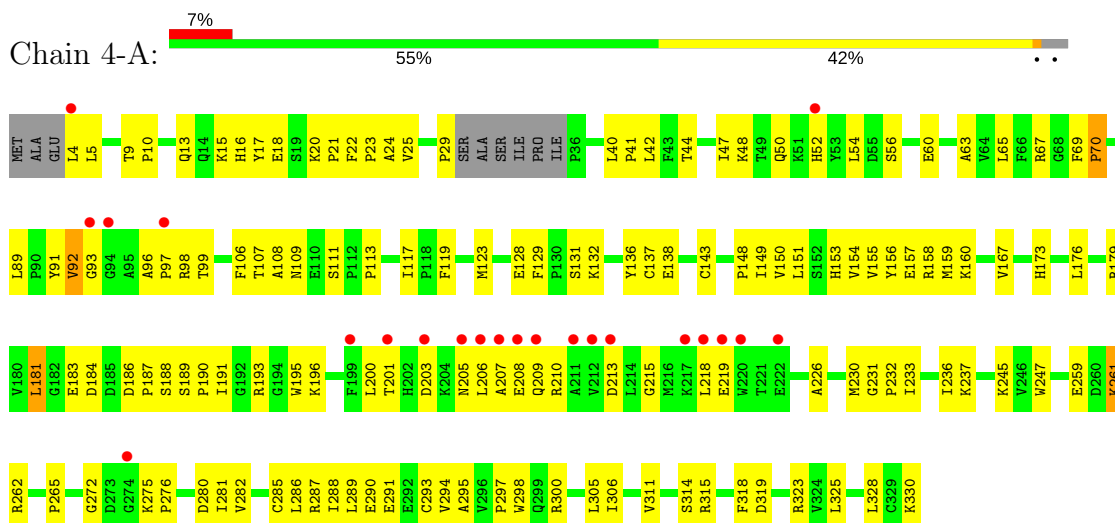 7%
Chain 4-A:
55% 42% . .
MET ALA GLU L4 L5 T9 P10 Q13 Q14 K15 H16 Y17 E18 S19 K20 P21 F22 P23 A24 V25 P29 SER ALA SER ILE PRO ILE P36 L40 P41 L42 F43 T44 I47 K48 T49 Q50 K51 H52 Y53 L54 D55 S56 E60 A63 V64 L65 F66 R67 G68 F69 P70
L89 P90 Y91 V92 G93 G94 A95 A96 P97 R98 T99 F106 T107 A108 N109 E110 S111 P112 P113 I117 P118 F119 M123 E128 F129 P130 S131 K132 Y136 C137 E138 C143 P148 I149 V150 L151 S152 H153 V154 V155 Y156 E157 R158 M159 K160 V167 H173 L176 R179
V180 L181 G182 E183 D184 D185 D186 P187 S188 S189 P190 I191 G192 R193 G194 W195 K196 F199 L200 T201 H202 D203 K204 N205 L206 A207 E208 Q209 R210 A211 V212 D213 L214 G215 M216 K217 L218 E219 W220 T221 E222 A226 M230 G231 P232 I233 I236 K237 K245 V246 W247 E259 D260 K261
R262 P265 G272 D273 G274 K275 P276 D280 I281 V282 C285 L286 R287 I288 L289 E290 E291 E292 C293 V294 A295 V296 P297 W298 Q299 R300 L305 I306 V311 S314 R315 F318 D319 R323 V324 L325 L328 C329 K330